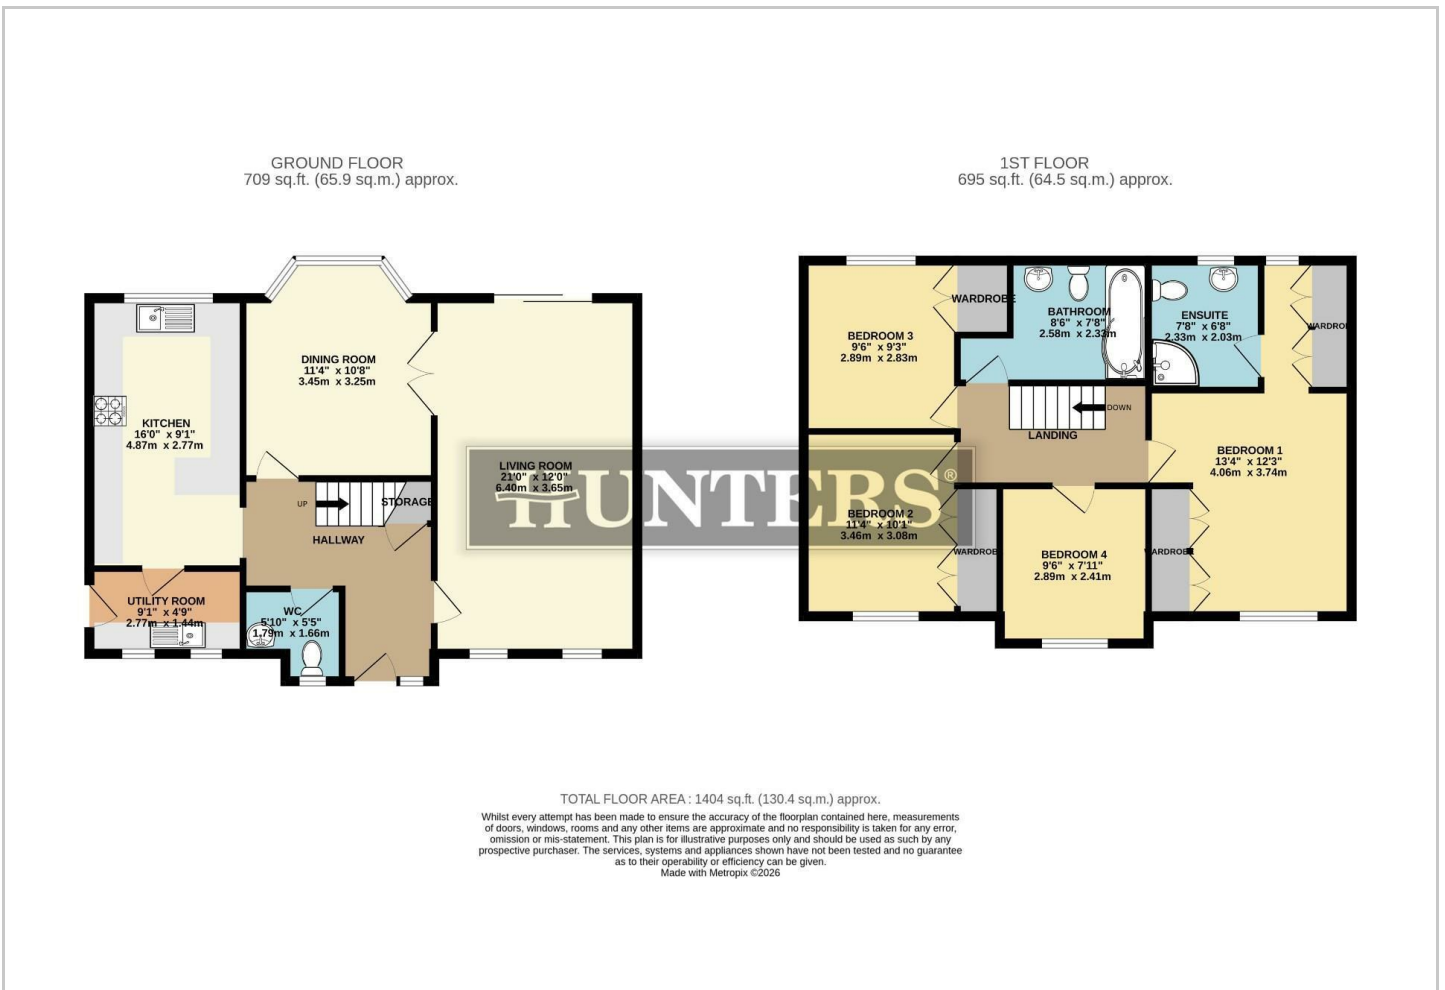 GROUND FLOOR
709 sq.ft. (65.9 sq.m.) approx.
1ST FLOOR
695 sq.ft. (64.5 sq.m.) approx.
KITCHEN
16'0" x 9'1"
4.87m x 2.77m
DINING ROOM
11'4" x 10'8"
3.45m x 3.25m
LIVING ROOM
21'0" x 12'0"
6.40m x 3.65m
UP
STORAGE
HALLWAY
UTILITY ROOM
9'1" x 4'9"
2.77m x 1.44m
WC
5'10" x 5'5"
1.79m x 1.66m
HUNTERS®
BEDROOM 3
9'6" x 9'3"
2.89m x 2.83m
WARDROBE
BATHROOM
8'6" x 7'8"
2.58m x 2.33m
ENSUITE
7'8" x 6'8"
2.33m x 2.03m
WARDROBE
DOWN
LANDING
BEDROOM 1
13'4" x 12'3"
4.06m x 3.74m
BEDROOM 2
11'4" x 10'1"
3.46m x 3.08m
WARDROBE
BEDROOM 4
9'6" x 7'11"
2.89m x 2.41m
WARDROBE
TOTAL FLOOR AREA : 1404 sq.ft. (130.4 sq.m.) approx.
Whilst every attempt has been made to ensure the accuracy of the floorplan contained here, measurements
of doors, windows, rooms and any other items are approximate and no responsibility is taken for any error,
omission or mis-statement. This plan is for illustrative purposes only and should be used as such by any
prospective purchaser. The services, systems and appliances shown have not been tested and no guarantee
as to their operability or efficiency can be given.
Made with Metropix ©2026